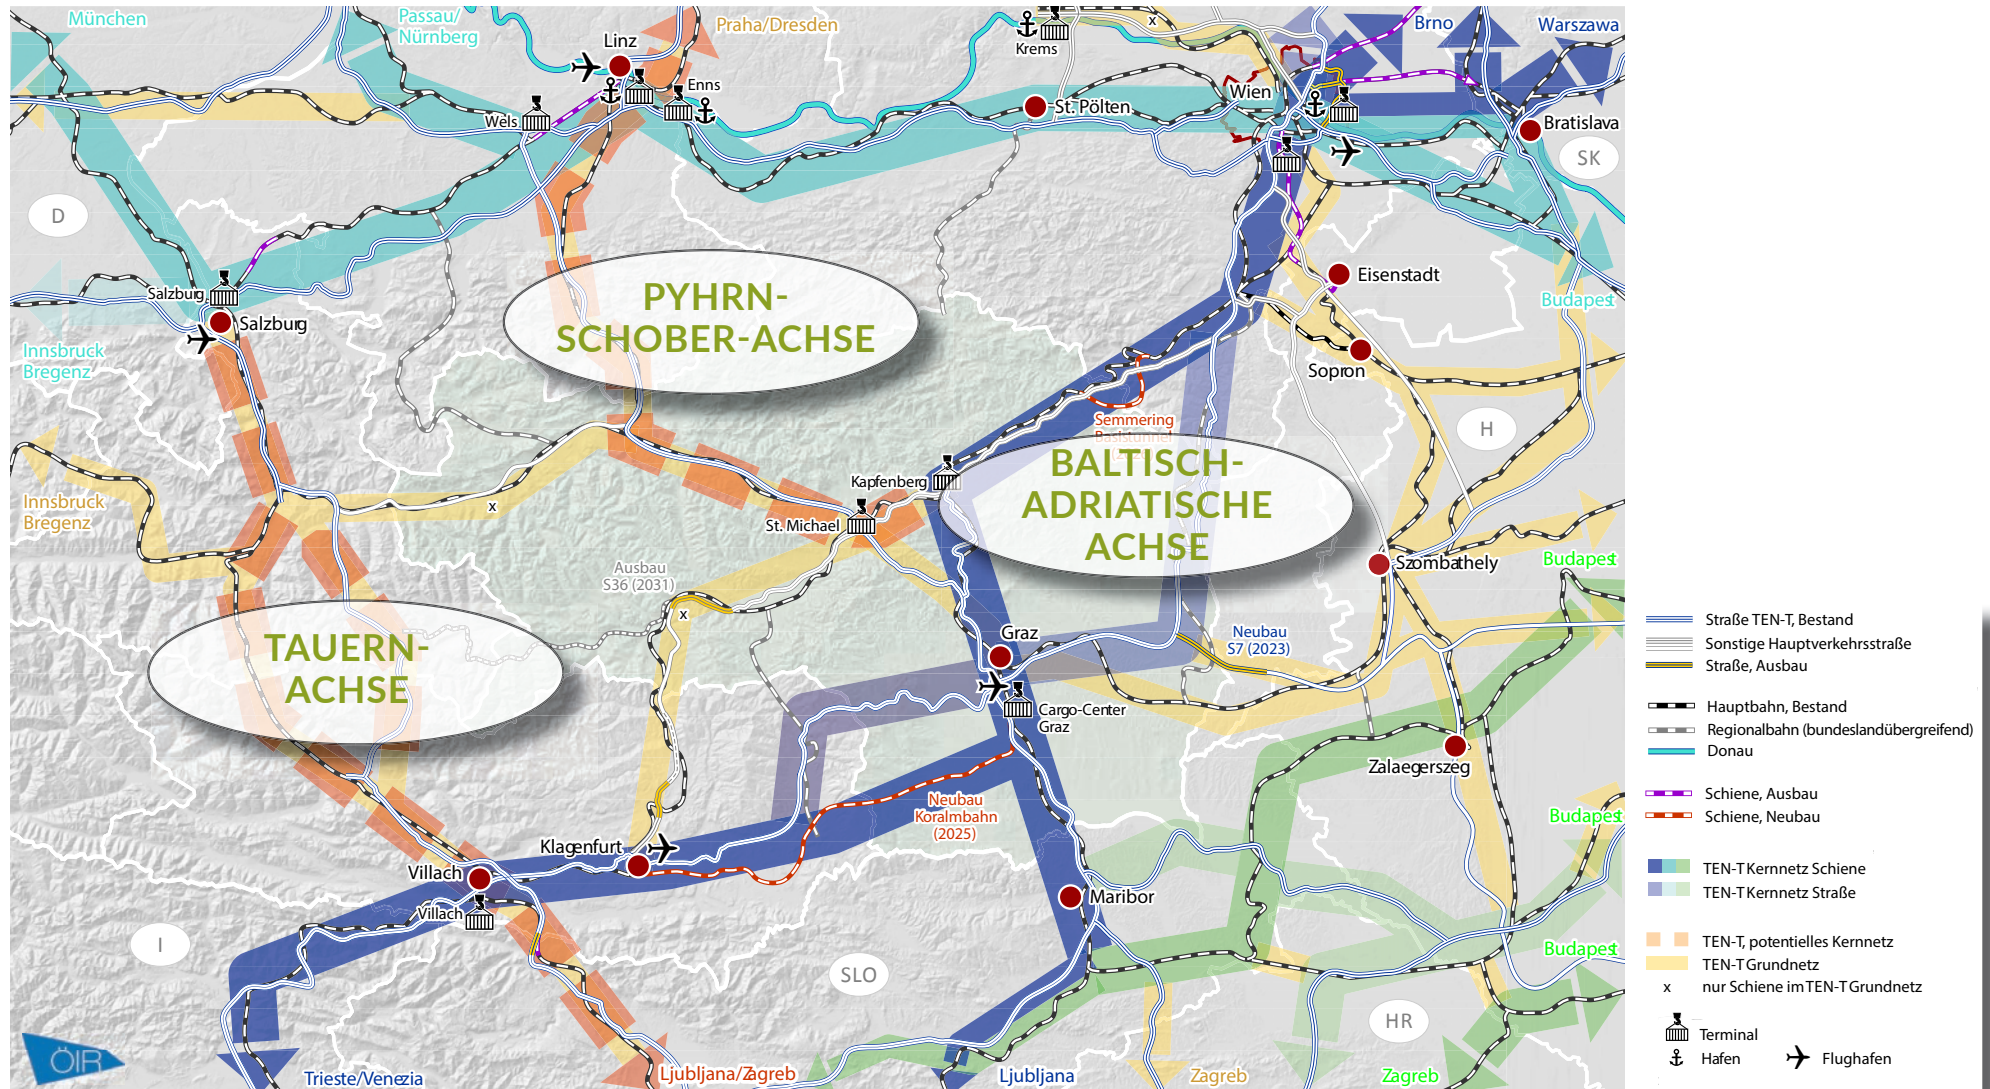 München
Passau/
Nürnberg
Linz
Praha/Dresden
Krems
x
Brno
Warszawa
Enns
Wels
St. Pölten
Wien
Bratislava
SK
D
Salzburg
Salzburg
Eisenstadt
Budapest
PYHRN-
SCHOBER-ACHSE
Innsbruck
Bregenz
Sopron
Semmering
Basistunnel
H
BALTISCH-
ADRIATISCHE
ACHSE
Kapfenberg
Innsbruck
Bregenz
x
St. Michael
Ausbau
S36 (2031)
x
Szombathely
Budapest
TAUERN-
ACHSE
Graz
Neubau
S7 (2023)
Cargo-Center
Graz
Zalaegerszeg
Neubau
Koralmbahn
(2025)
Budapest
Klagenfurt
Villach
Villach
Maribor
I
SLO
Budapest
HR
ÖIR
Trieste/Venezia
Ljubljana/Zagreb
Ljubljana
Zagreb
Zagreb
Straße TEN-T, Bestand
Sonstige Hauptverkehrsstraße
Straße, Ausbau
Hauptbahn, Bestand
Regionalbahn (bundeslandübergreifend)
Donau
Schiene, Ausbau
Schiene, Neubau
TEN-T Kernnetz Schiene
TEN-T Kernnetz Straße
TEN-T, potentielles Kernnetz
TEN-T Grundnetz
x nur Schiene im TEN-T Grundnetz
Terminal
Hafen
Flughafen